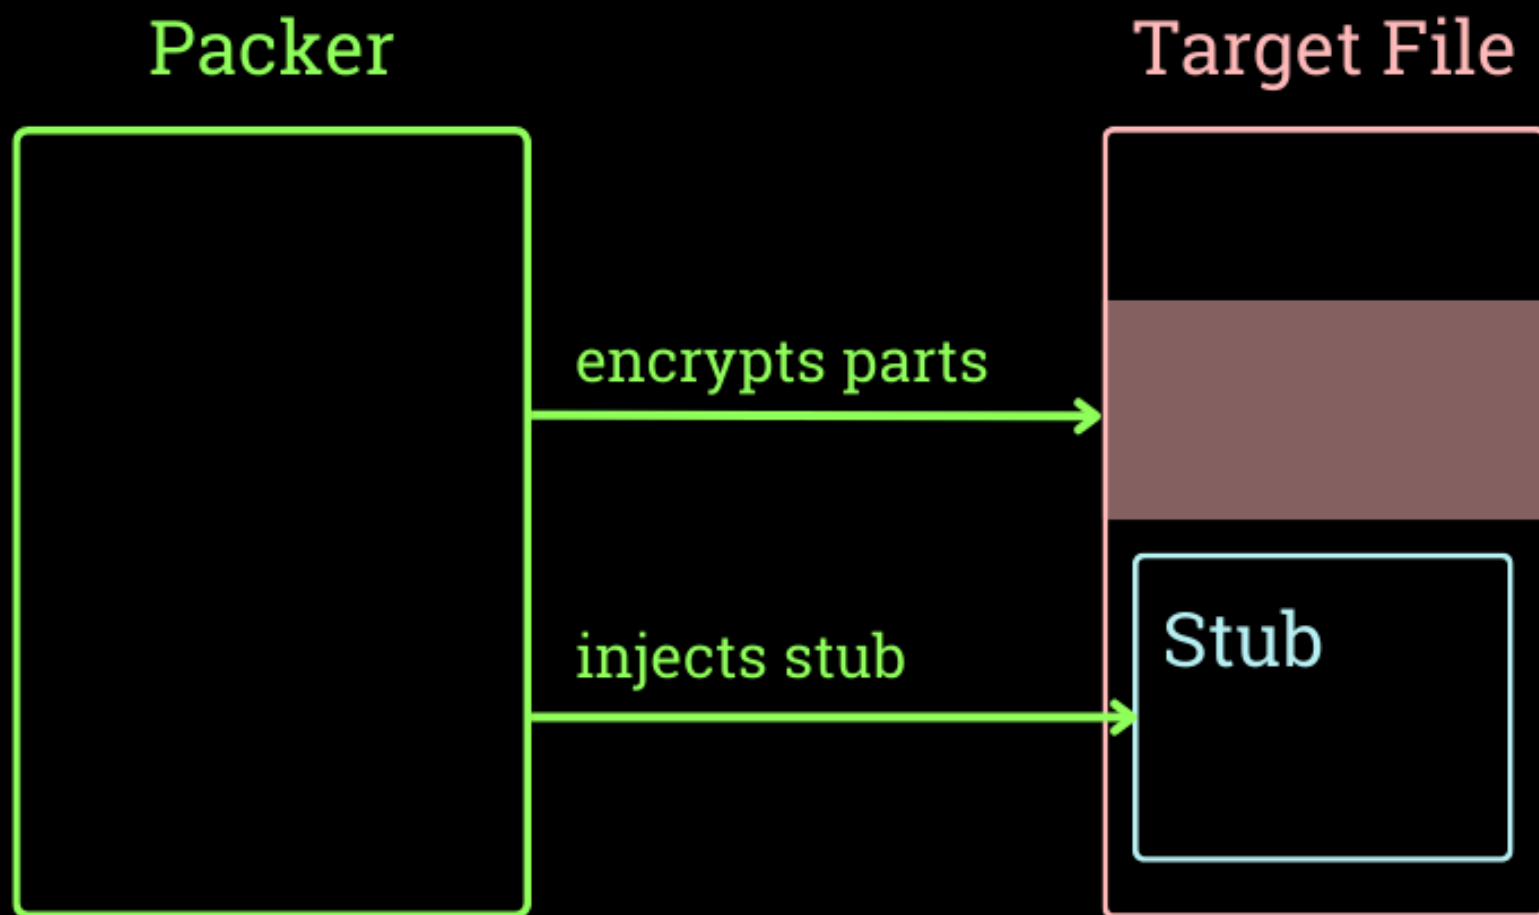 Packer
Target File
encrypts parts
injects stub
Stub